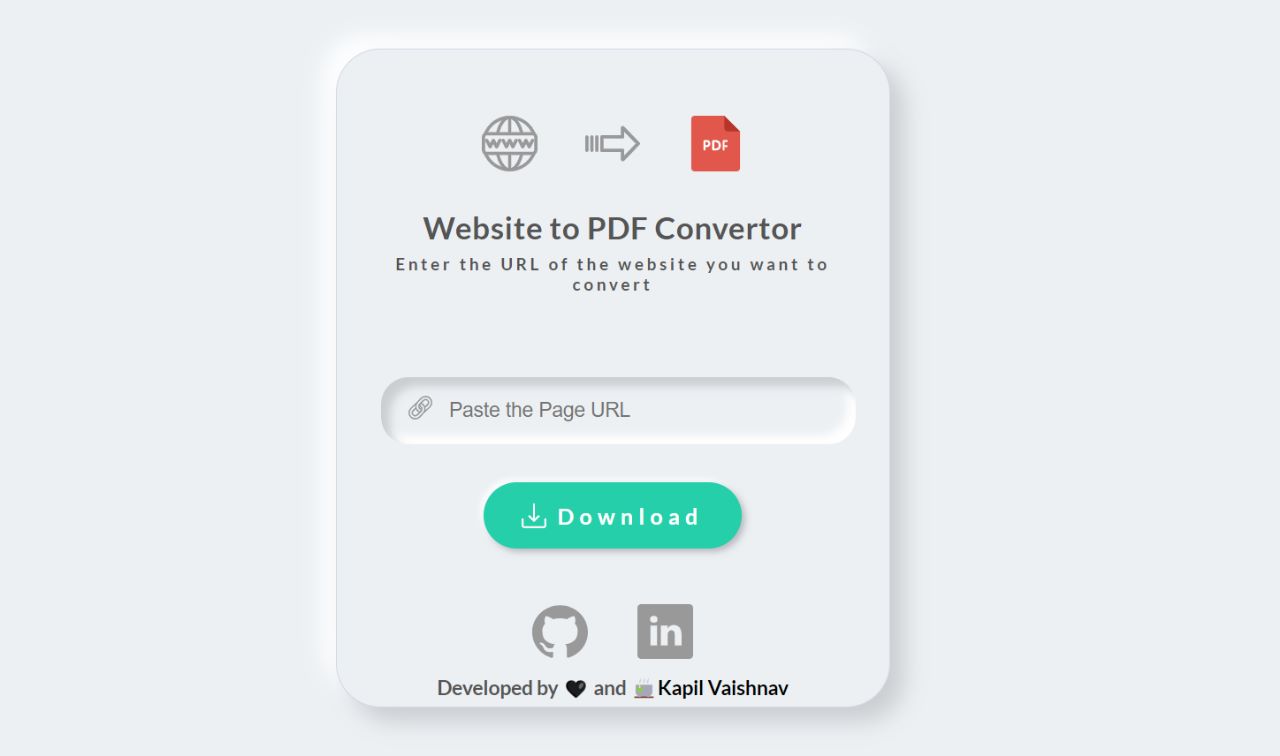 WWW
PDF
Website to PDF Convertor
Enter the URL of the website you want to
convert
Paste the Page URL
Download
in
Developed by 🖤 and 🍵 Kapil Vaishnav